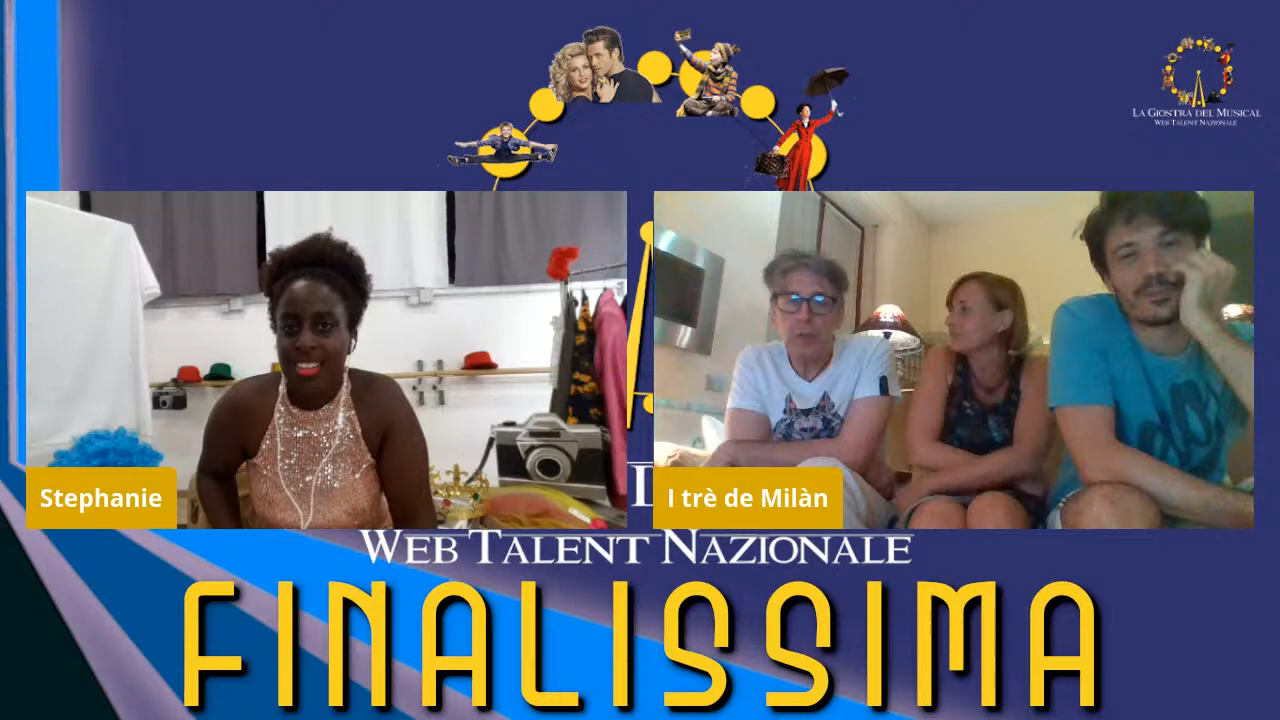 LA GIOSTRA DEL MUSICAL
WEB TALENT NAZIONALE
Stephanie
I trè de Milàn
WEB TALENT NAZIONALE
FINALISSIMA